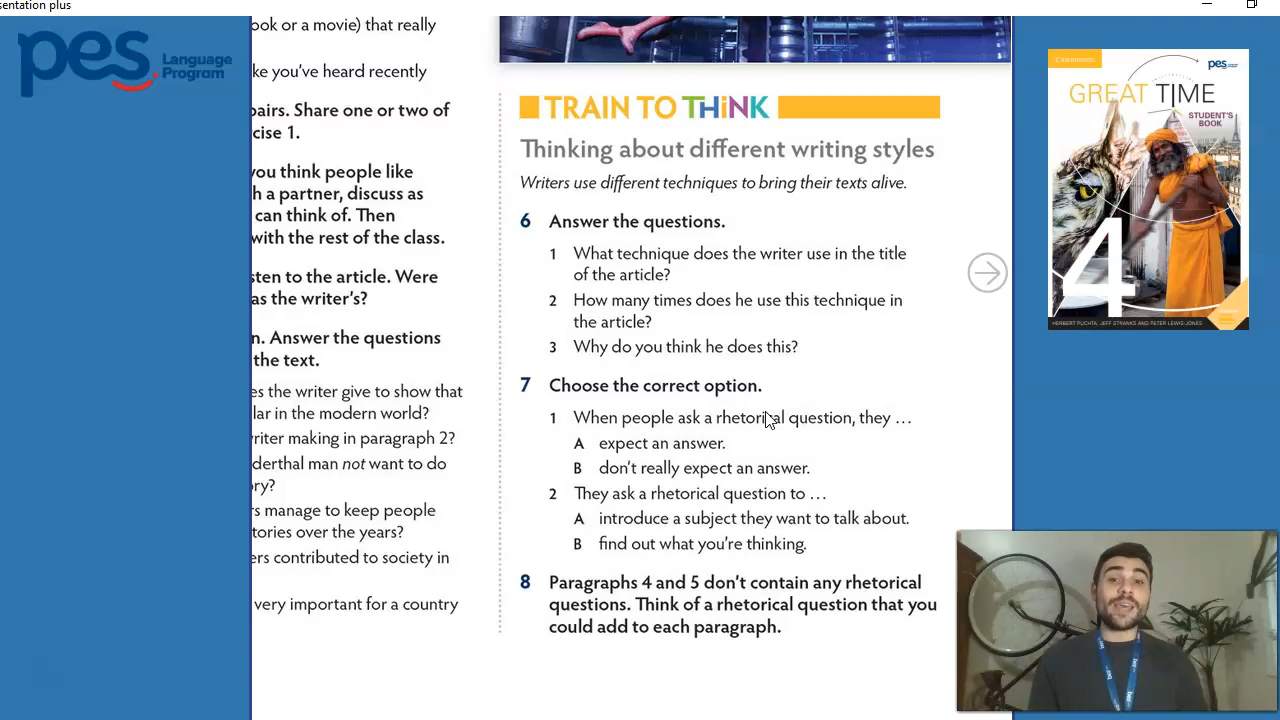 sentation plus
pes
Language
Program
ook or a movie) that really
ke you've heard recently
pairs. Share one or two of
cise 1.
you think people like
h a partner, discuss as
can think of. Then
with the rest of the class.
sten to the article. Were
as the writer's?
n. Answer the questions
the text.
es the writer give to show that
lar in the modern world?
riter making in paragraph 2?
derthal man not want to do
ry?
rs manage to keep people
tories over the years?
ers contributed to society in
very important for a country
TRAIN TO THiNK
Thinking about different writing styles
Writers use different techniques to bring their texts alive.
6 Answer the questions.
1 What technique does the writer use in the title
of the article?
2 How many times does he use this technique in
the article?
3 Why do you think he does this?
7 Choose the correct option.
1 When people ask a rhetorical question, they …
A expect an answer.
B don't really expect an answer.
2 They ask a rhetorical question to …
A introduce a subject they want to talk about.
B find out what you're thinking.
8 Paragraphs 4 and 5 don't contain any rhetorical
questions. Think of a rhetorical question that you
could add to each paragraph.
pes
GREAT TIME
STUDENT'S
BOOK
4
HERBERT PUCHTA, JEFF STRANKS AND PETER LEWIS-JONES